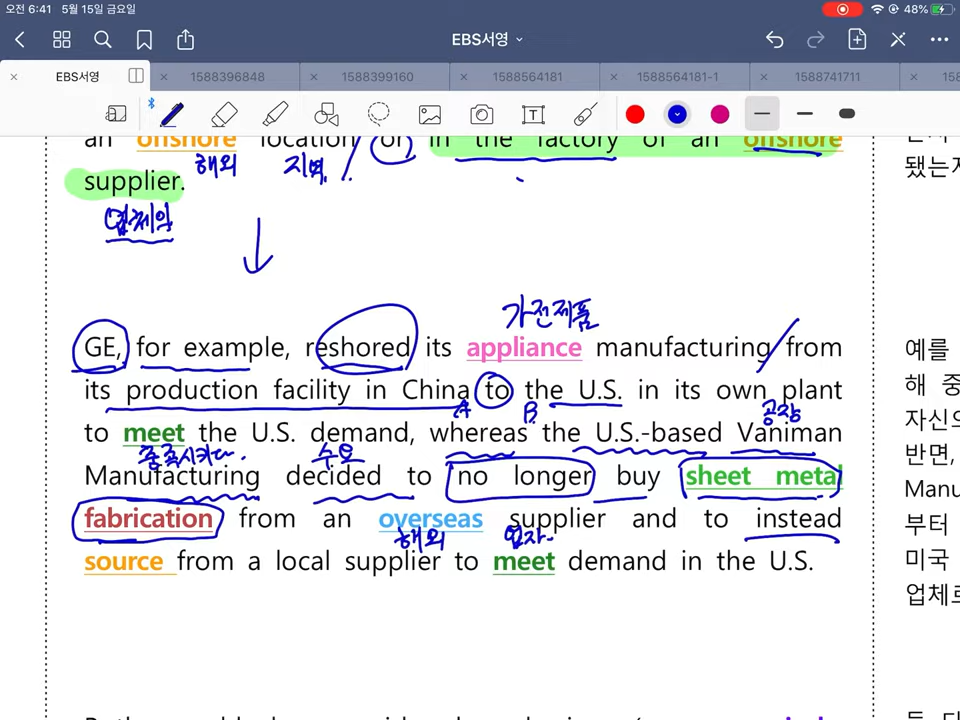 오후 6:41 5월 15일 금요일
48%
EBS서영
EBS서영 1588396848 1588399160 1588564181 1588564181-1 1588741711
an offshore location or in the factory of an offshore
해외 지역
supplier.
업체의
가전제품
GE, for example, reshored its appliance manufacturing from
its production facility in China to the U.S. in its own plant
A B 공장
to meet the U.S. demand, whereas the U.S.-based Vaniman
충족시키다. 수요
Manufacturing decided to no longer buy sheet metal
fabrication from an overseas supplier and to instead
해외 업자
source from a local supplier to meet demand in the U.S.
됐는지
예를
해 중
자신으
반면,
Manu
부터
미국
업체로